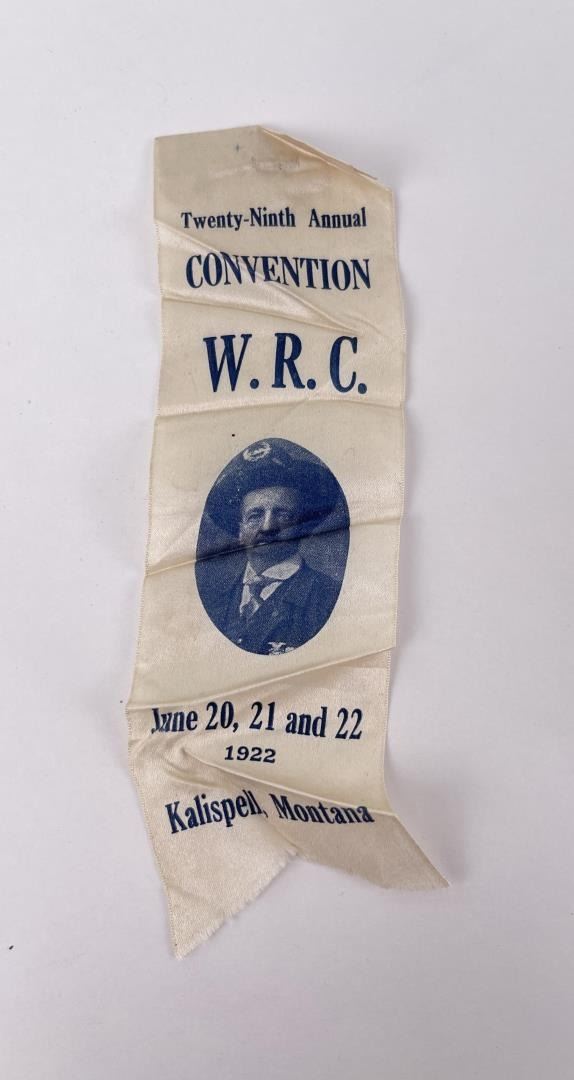 Twenty-Ninth Annual
CONVENTION
W. R. C.
June 20, 21 and 22
1922
Kalispell, Montana